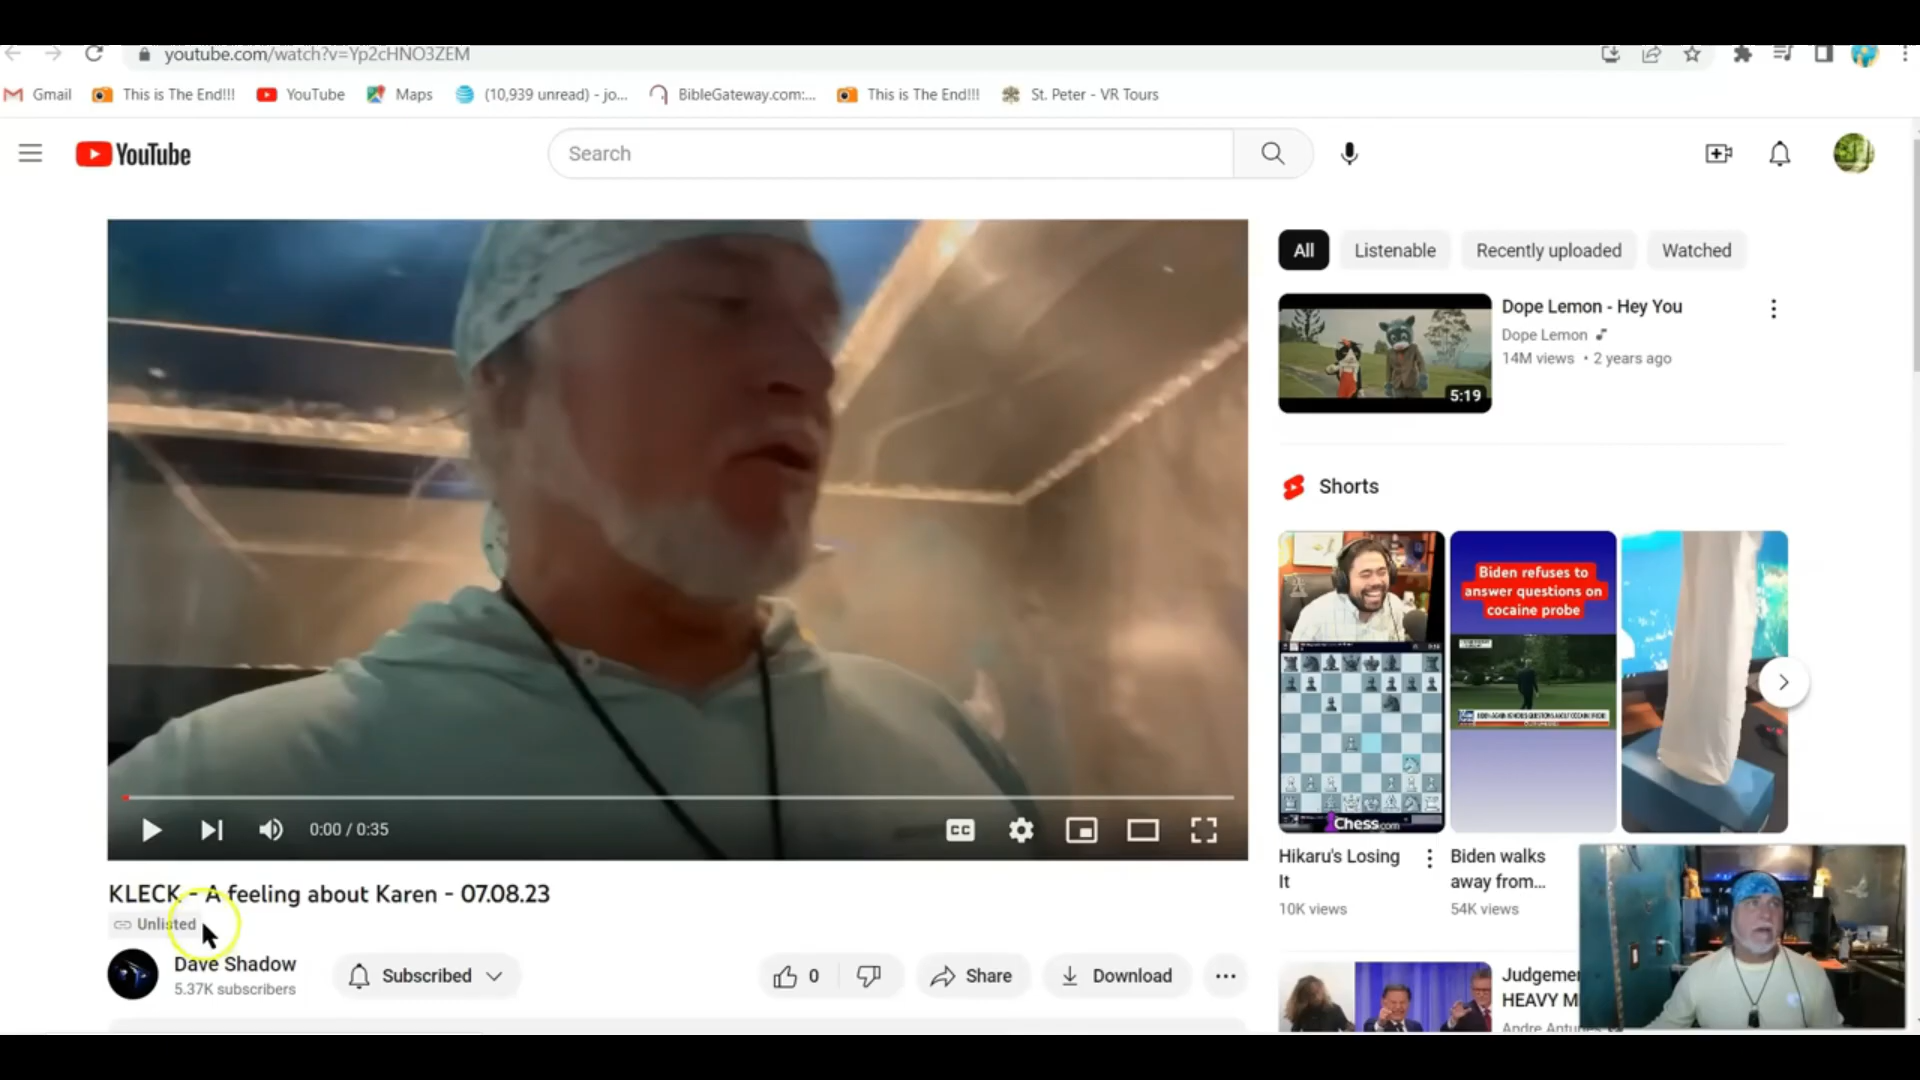 youtube.com/watch?v=Yp2cHNO3ZEM
Gmail
This is The End!!!
YouTube
Maps
(10,939 unread) - jo...
BibleGateway.com:...
This is The End!!!
St. Peter - VR Tours
YouTube
Search
All
Listenable
Recently uploaded
Watched
Dope Lemon - Hey You
Dope Lemon
14M views • 2 years ago
5:19
Shorts
Biden refuses to
answer questions on
cocaine probe
Chess.com
Hikaru's Losing
It
10K views
Biden walks
away from...
54K views
0:00 / 0:35
CC
KLECK - A feeling about Karen - 07.08.23
Unlisted
Dave Shadow
5.37K subscribers
Subscribed
0
Share
Download
Judgeme
HEAVY M